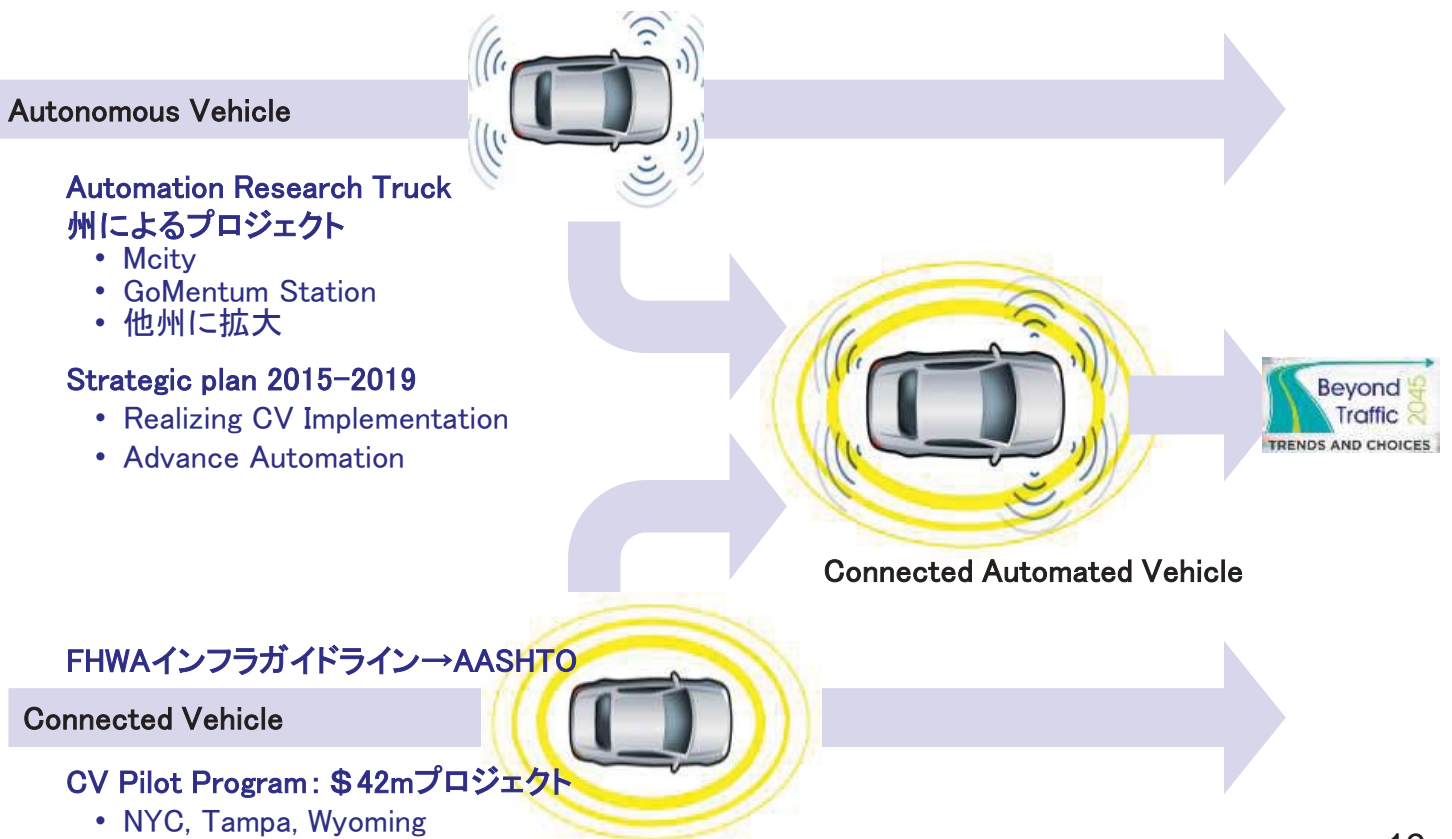 Autonomous Vehicle
Automation Research Truck
州によるプロジェクト
• Mcity
• GoMentum Station
• 他州に拡大
Strategic plan 2015-2019
• Realizing CV Implementation
• Advance Automation
Beyond
Traffic
2045
TRENDS AND CHOICES
Connected Automated Vehicle
FHWAインフラガイドライン→AASHTO
Connected Vehicle
CV Pilot Program：＄42mプロジェクト
• NYC, Tampa, Wyoming